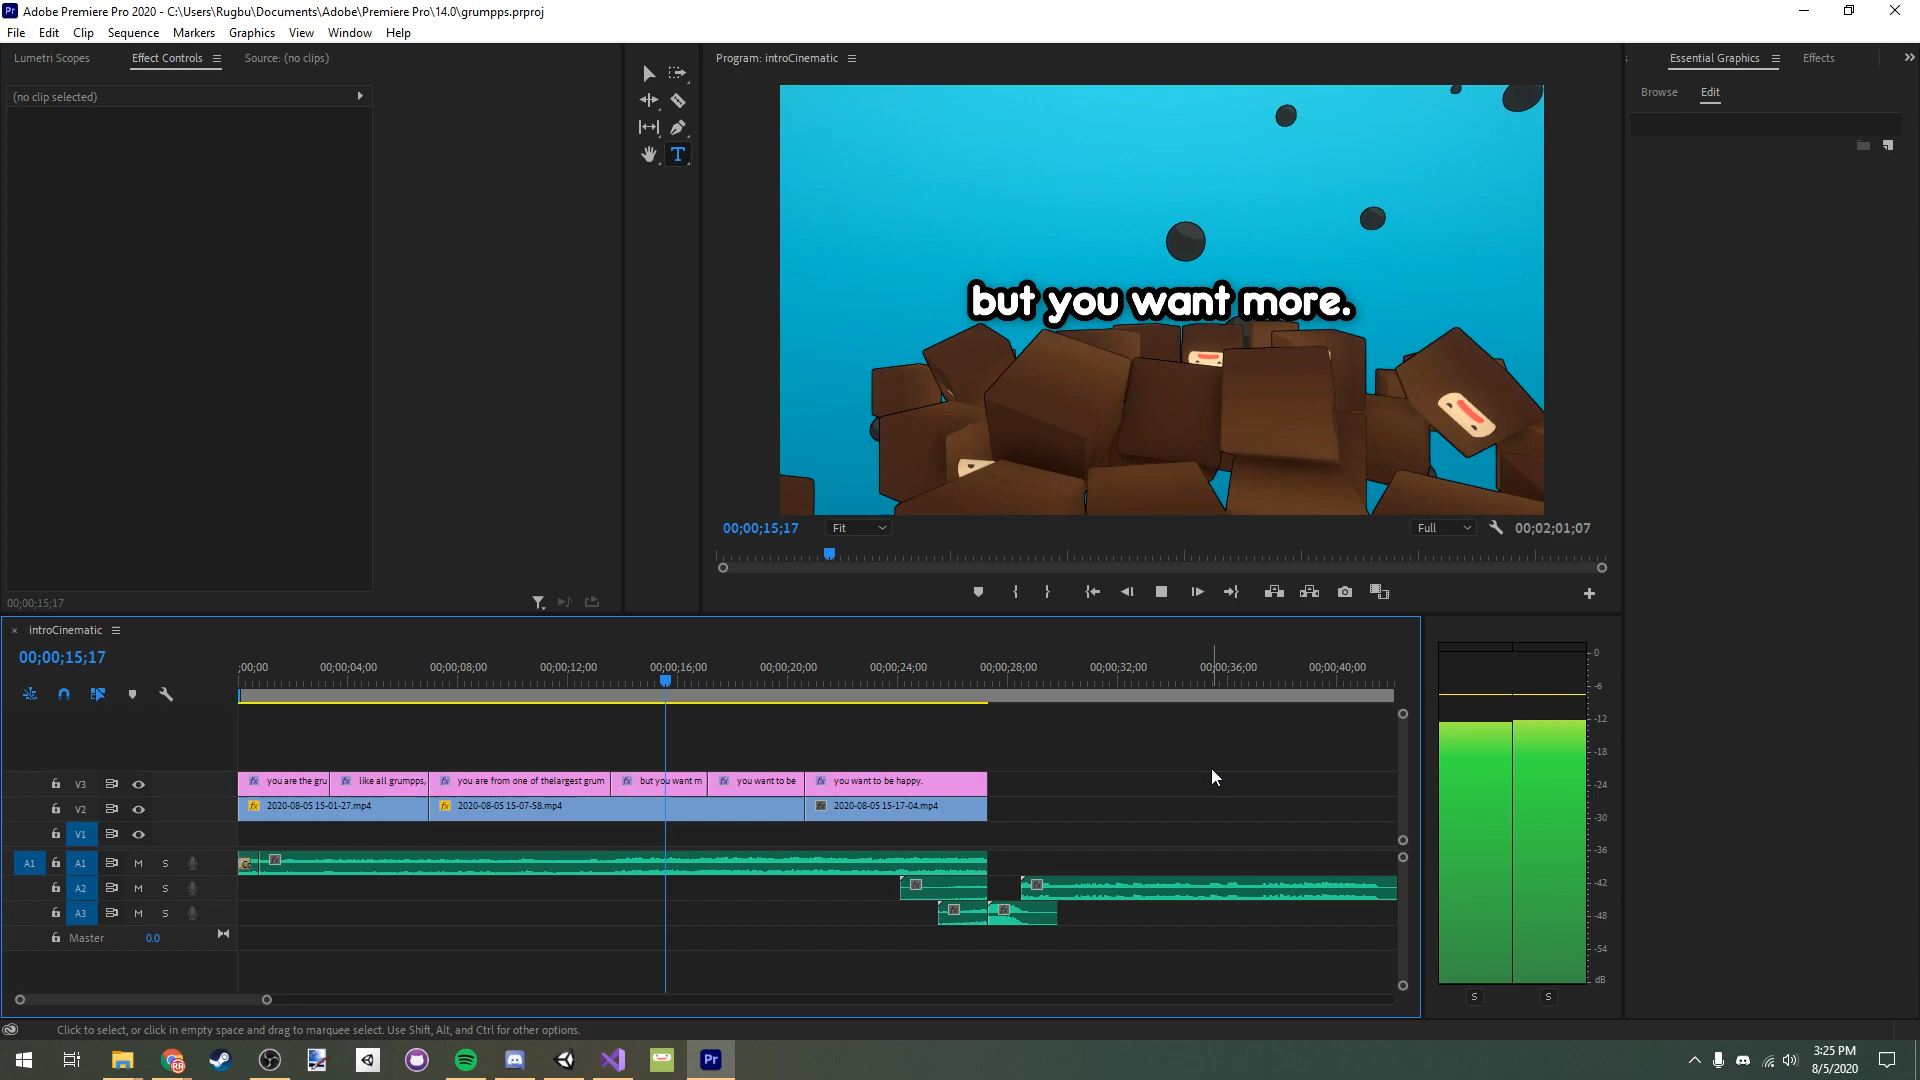 Adobe Premiere Pro 2020 - C:\Users\Rugbu\Documents\Adobe\Premiere Pro\14.0\grumpps.prproj
File Edit Clip Sequence Markers Graphics View Window Help
Lumetri Scopes Effect Controls Source: (no clips)
Program: introCinematic
Essential Graphics Effects
Browse Edit
(no clip selected)
but you want more.
00;00;15;17 Fit Full 00;02;01;07
00;00;15;17
introCinematic
00;00;15;17
;00;00 00;00;04;00 00;00;08;00 00;00;12;00 00;00;16;00 00;00;20;00 00;00;24;00 00;00;28;00 00;00;32;00 00;00;36;00 00;00;40;00
V3 you are the gru like all grumpps, you are from one of thelargest grum but you want m you want to be you want to be happy.
V2 2020-08-05 15-01-27.mp4 2020-08-05 15-07-58.mp4 2020-08-05 15-17-04.mp4
V1
A1 A1 M S
A2 M S
A3 M S
Master 0.0
0
-6
-12
-18
-24
-30
-36
-42
-48
-54
dB
S S
Click to select, or click in empty space and drag to marquee select. Use Shift, Alt, and Ctrl for other options.
3:25 PM
8/5/2020